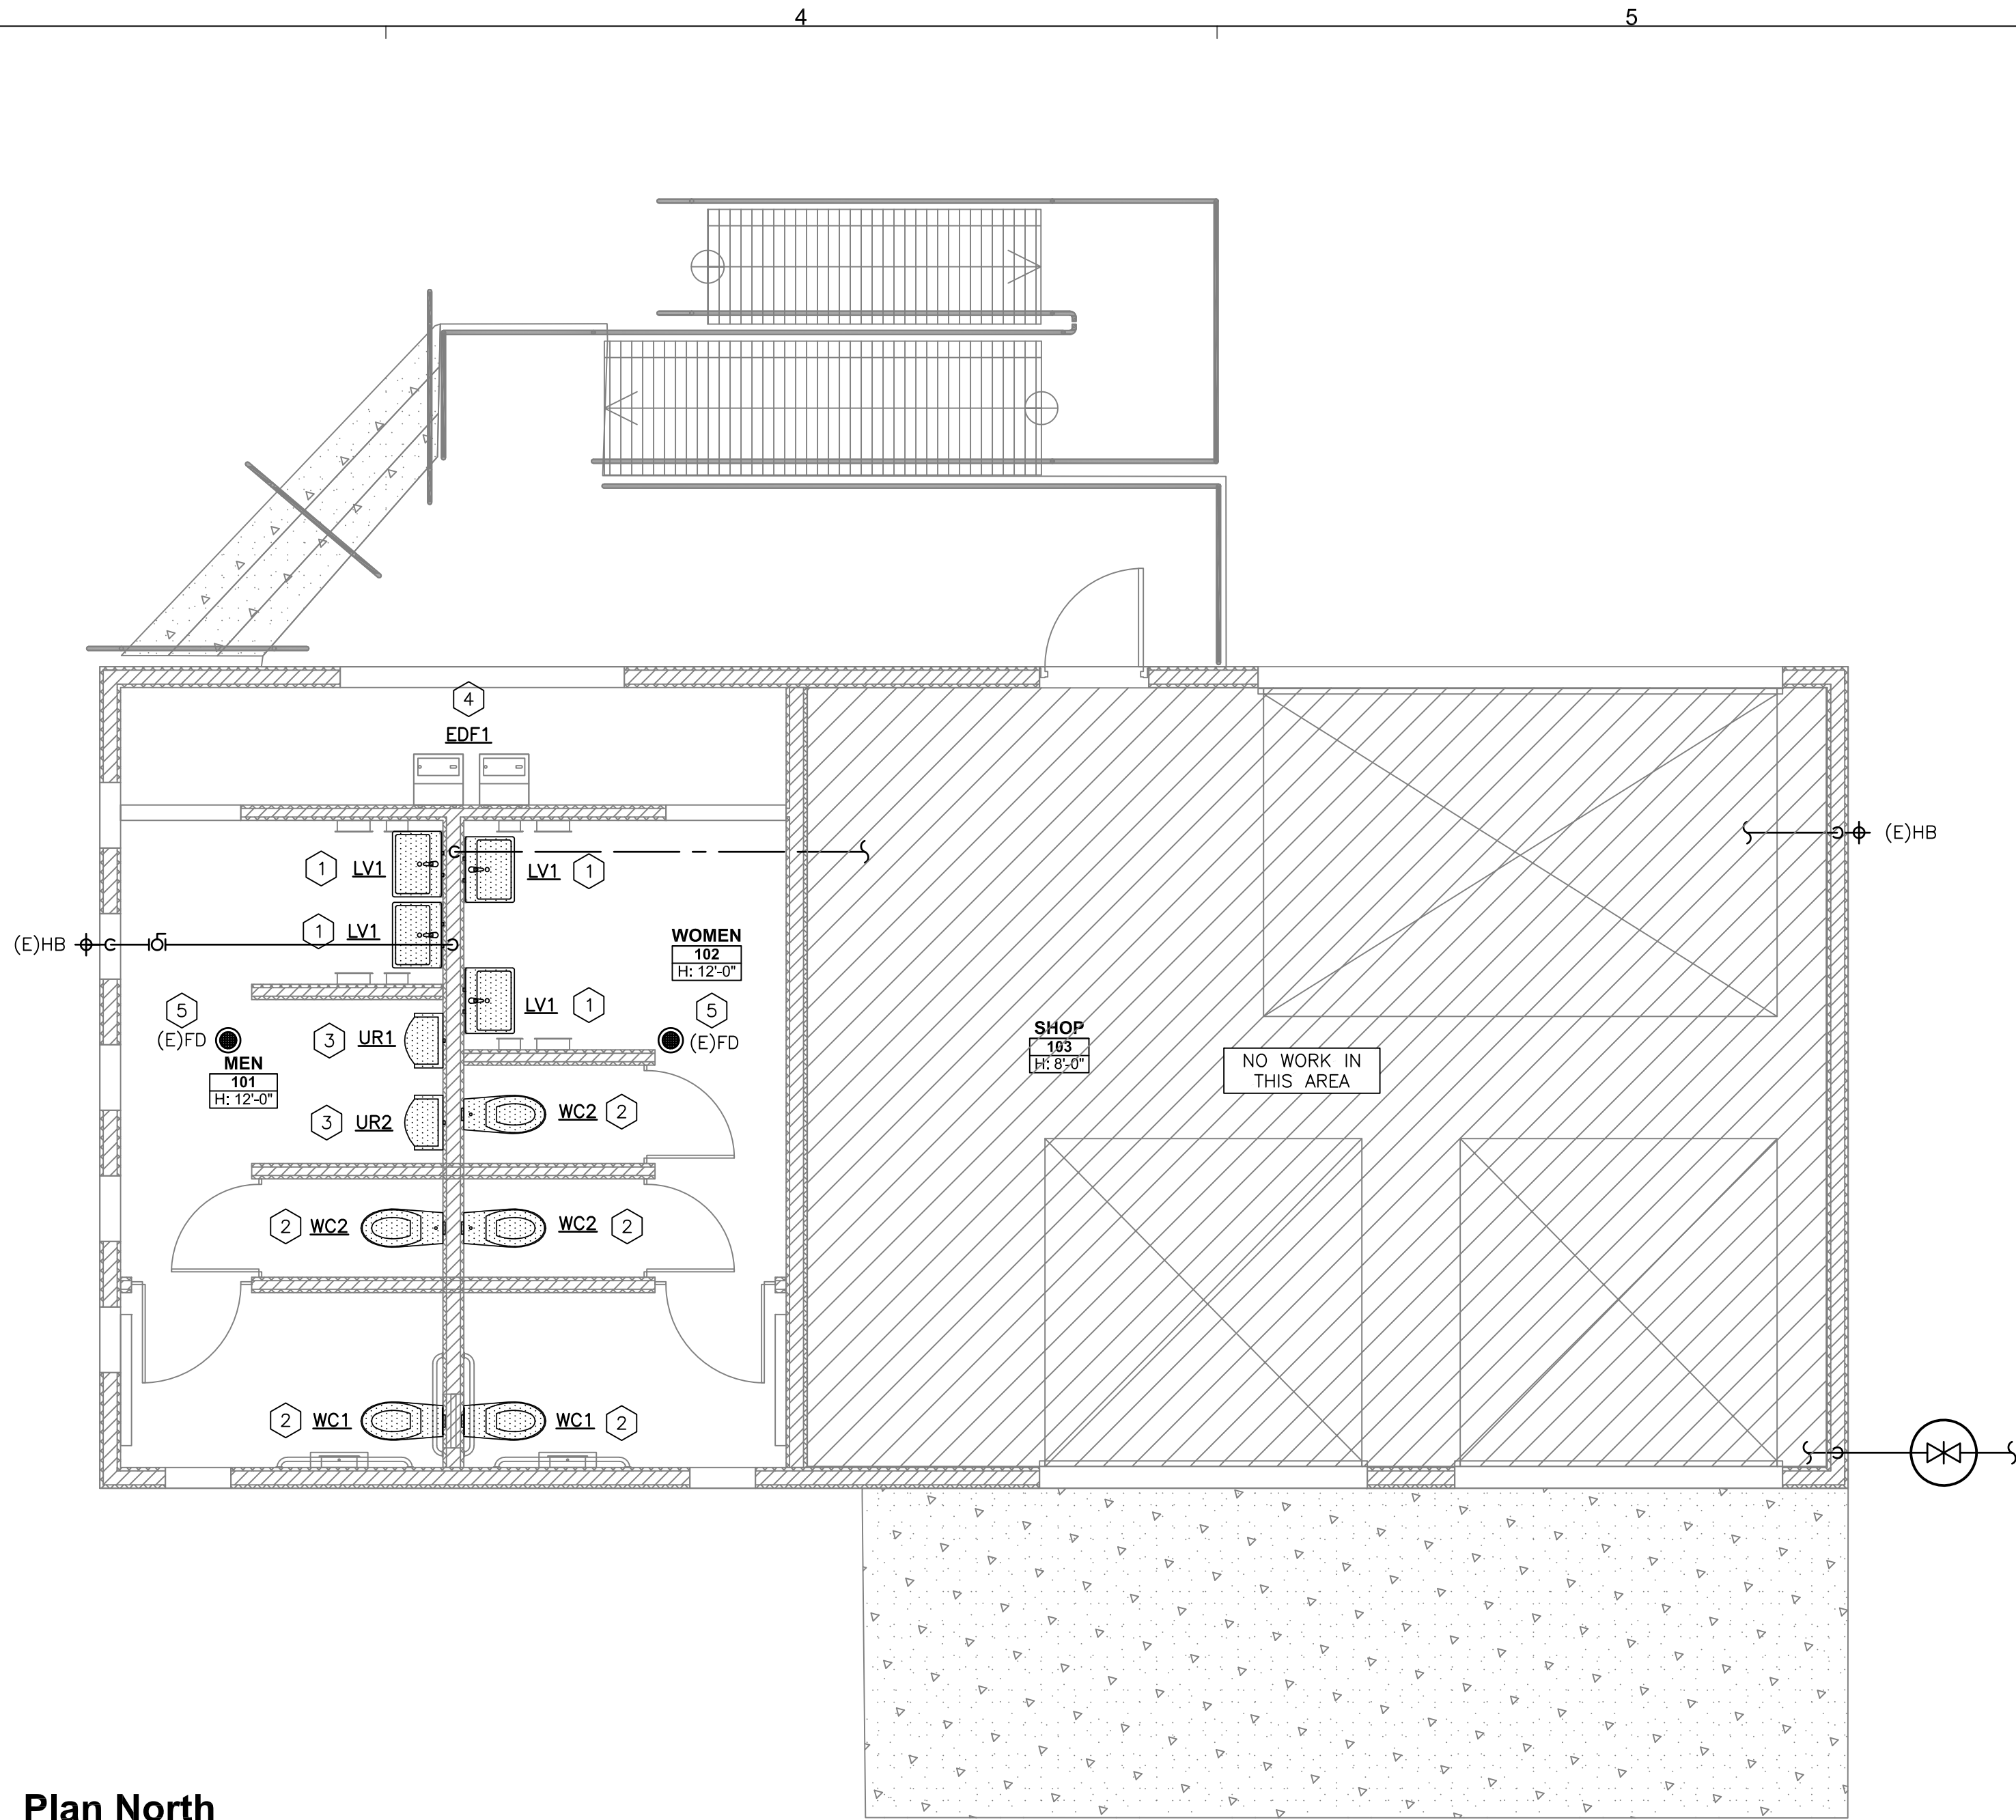 4
5
4
EDF1
(E)HB
1
LV1
LV1
1
1
LV1
(E)HB
WOMEN
102
H: 12'-0"
LV1
1
5
(E)FD
5
(E)FD
3
UR1
SHOP
103
H: 8'-0"
NO WORK IN
THIS AREA
MEN
101
H: 12'-0"
3
UR2
WC2
2
2
WC2
WC2
2
2
WC1
WC1
2
Plan North